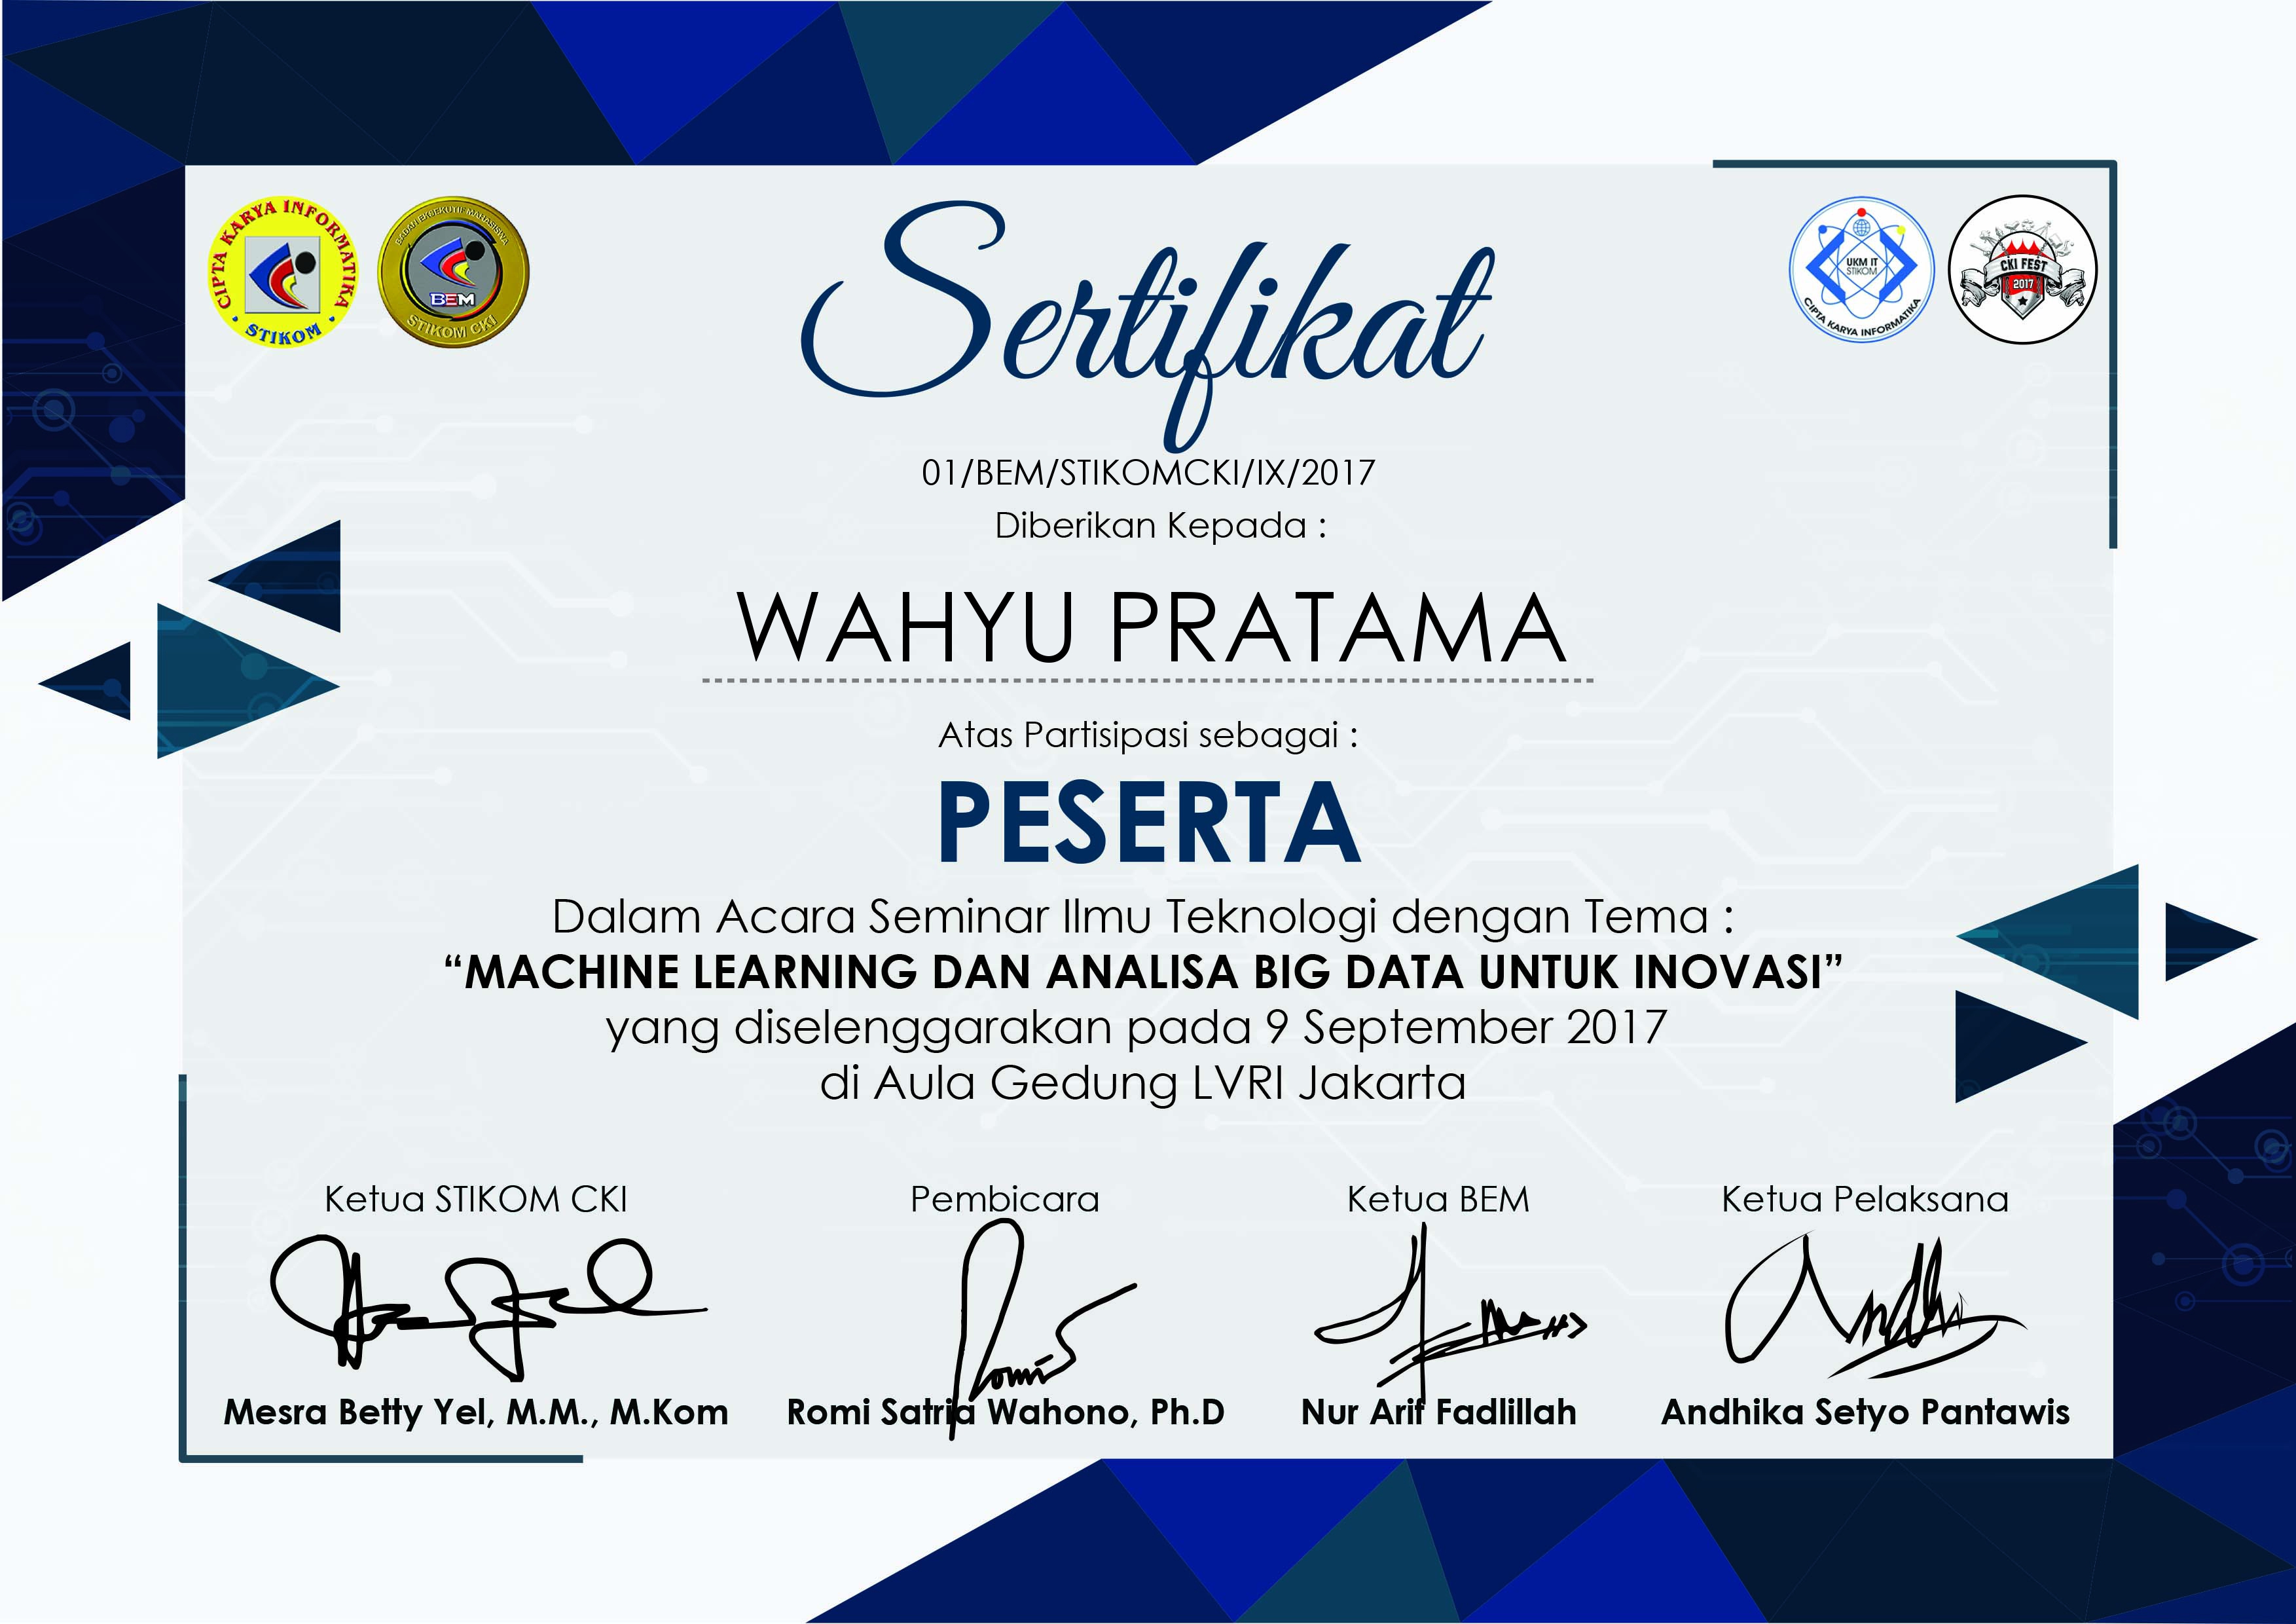 CIPTA KARYA INFORMATIKA
STIKOM
BADAN EKSEKUTIF MAHASISWA
BEM
STIKOM CKI
UKM IT
STIKOM
CIPTA KARYA INFORMATIKA
CKI FEST
2017
Sertifikat
01/BEM/STIKOMCKI/IX/2017
Diberikan Kepada :
WAHYU PRATAMA
Atas Partisipasi sebagai :
PESERTA
Dalam Acara Seminar Ilmu Teknologi dengan Tema :
“MACHINE LEARNING DAN ANALISA BIG DATA UNTUK INOVASI”
yang diselenggarakan pada 9 September 2017
di Aula Gedung LVRI Jakarta
Ketua STIKOM CKI Pembicara Ketua BEM Ketua Pelaksana
Mesra Betty Yel, M.M., M.Kom Romi Satria Wahono, Ph.D Nur Arif Fadlillah Andhika Setyo Pantawis